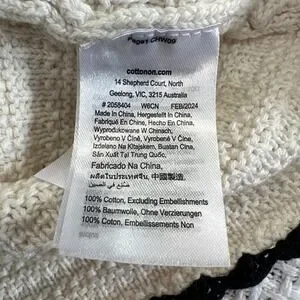 cottonon.com
14 Shepherd Court, North
Geelong, VIC, 3215 Australia
# 2058404 W6CN FEB/2024
Made In China, Hergestellt In China,
Fabriqué En China, Hecho En China,
Wyprodukowane W Chinach,
Vyrobeno V Číně, Vyrobené V Číne,
Izdelano Na Kitajskem, Buatan Cina,
Sản Xuất Tại Trung Quốc,
Fabricado Na China,
ผลิตในประเทศจีน, 中國製造,
صُنع في الصين
100% Cotton, Excluding Embellishments
100% Baumwolle, Ohne Verzierungen
100% Coton, Embellissements Non